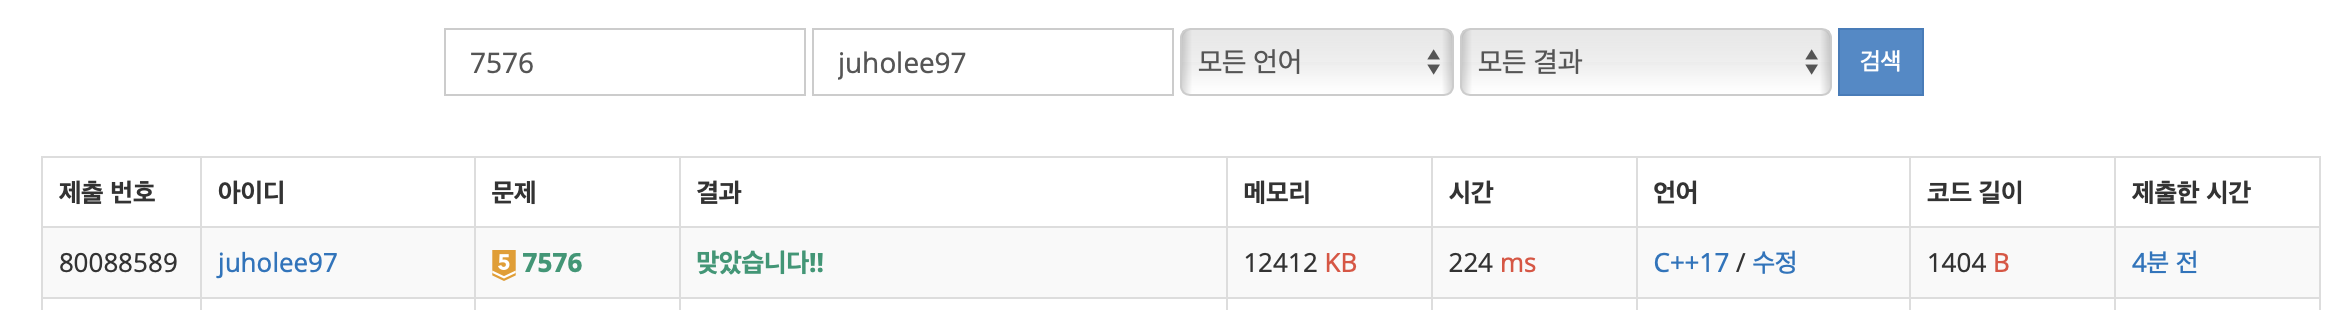 7576 juholee97 모든 언어 모든 결과 검색
제출 번호 아이디 문제 결과 메모리 시간 언어 코드 길이 제출한 시간
80088589 juholee97 5 7576 맞았습니다!! 12412 KB 224 ms C++17 / 수정 1404 B 4분 전